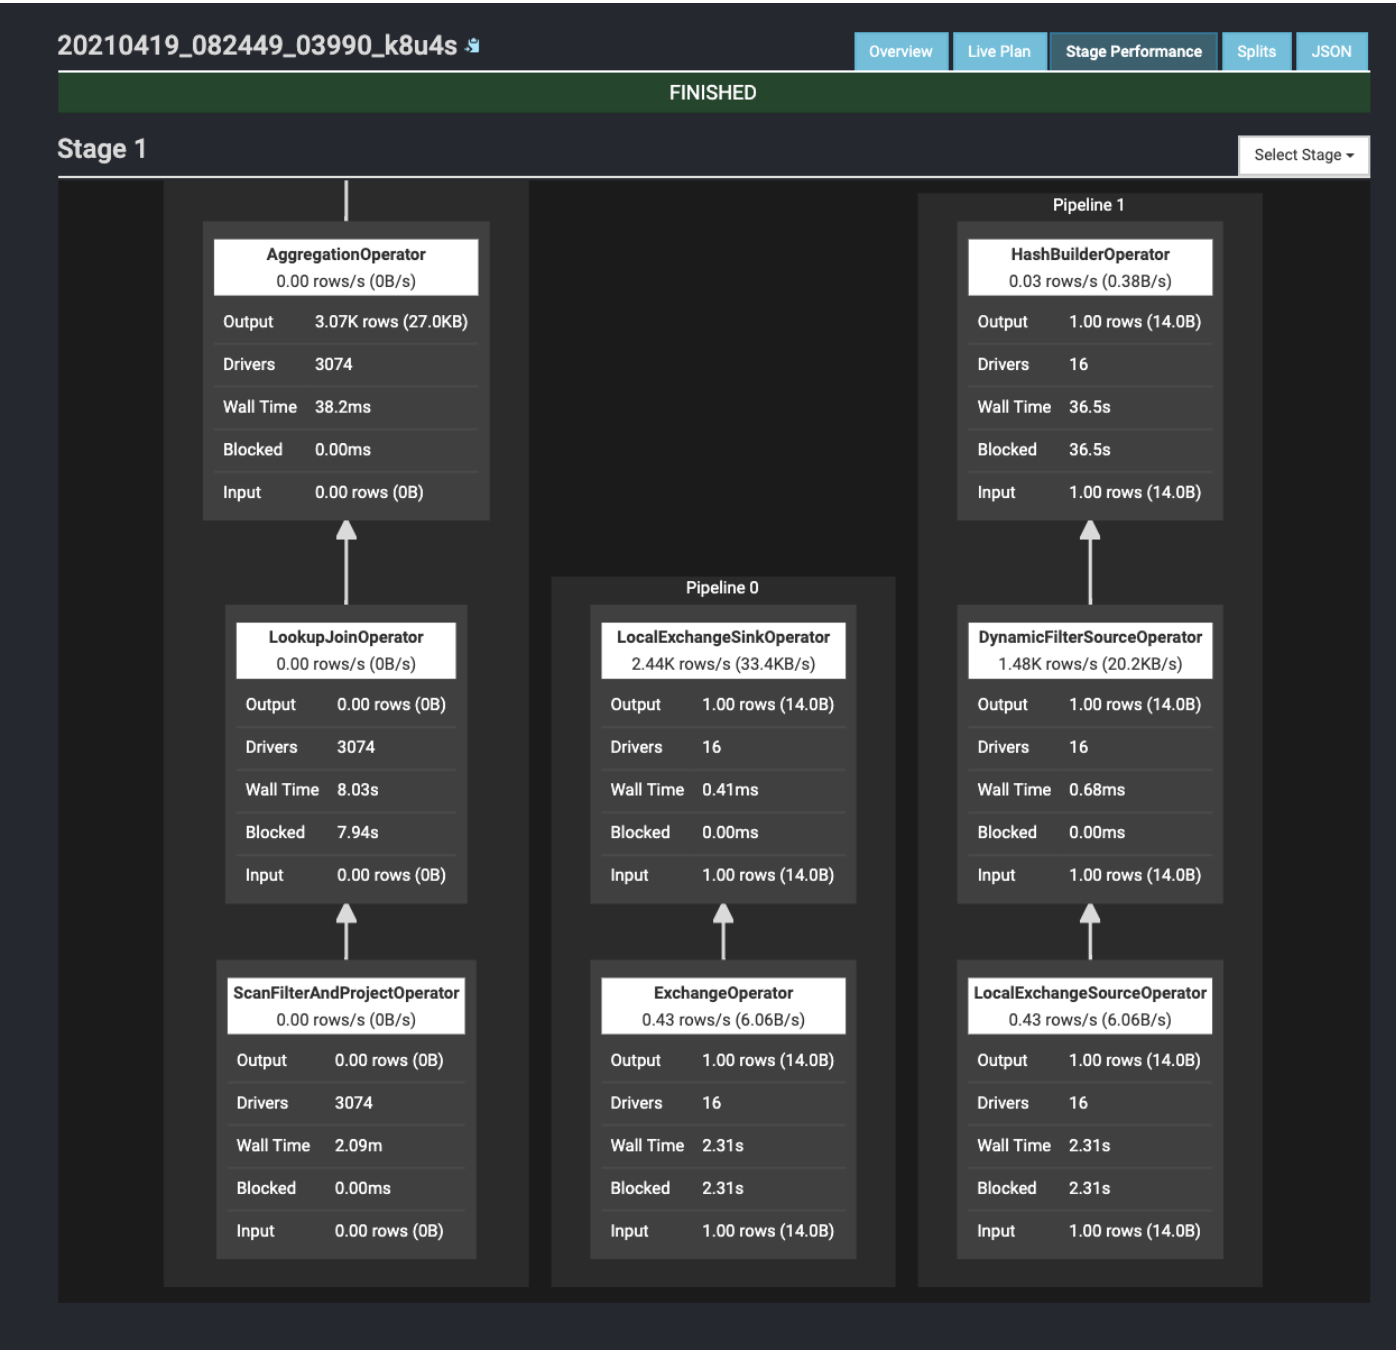 20210419_082449_03990_k8u4s
Overview
Live Plan
Stage Performance
Splits
JSON
FINISHED
Stage 1
Select Stage
AggregationOperator
0.00 rows/s (0B/s)
Output 3.07K rows (27.0KB)
Drivers 3074
Wall Time 38.2ms
Blocked 0.00ms
Input 0.00 rows (0B)
LookupJoinOperator
0.00 rows/s (0B/s)
Output 0.00 rows (0B)
Drivers 3074
Wall Time 8.03s
Blocked 7.94s
Input 0.00 rows (0B)
ScanFilterAndProjectOperator
0.00 rows/s (0B/s)
Output 0.00 rows (0B)
Drivers 3074
Wall Time 2.09m
Blocked 0.00ms
Input 0.00 rows (0B)
Pipeline 0
LocalExchangeSinkOperator
2.44K rows/s (33.4KB/s)
Output 1.00 rows (14.0B)
Drivers 16
Wall Time 0.41ms
Blocked 0.00ms
Input 1.00 rows (14.0B)
ExchangeOperator
0.43 rows/s (6.06B/s)
Output 1.00 rows (14.0B)
Drivers 16
Wall Time 2.31s
Blocked 2.31s
Input 1.00 rows (14.0B)
Pipeline 1
HashBuilderOperator
0.03 rows/s (0.38B/s)
Output 1.00 rows (14.0B)
Drivers 16
Wall Time 36.5s
Blocked 36.5s
Input 1.00 rows (14.0B)
DynamicFilterSourceOperator
1.48K rows/s (20.2KB/s)
Output 1.00 rows (14.0B)
Drivers 16
Wall Time 0.68ms
Blocked 0.00ms
Input 1.00 rows (14.0B)
LocalExchangeSourceOperator
0.43 rows/s (6.06B/s)
Output 1.00 rows (14.0B)
Drivers 16
Wall Time 2.31s
Blocked 2.31s
Input 1.00 rows (14.0B)